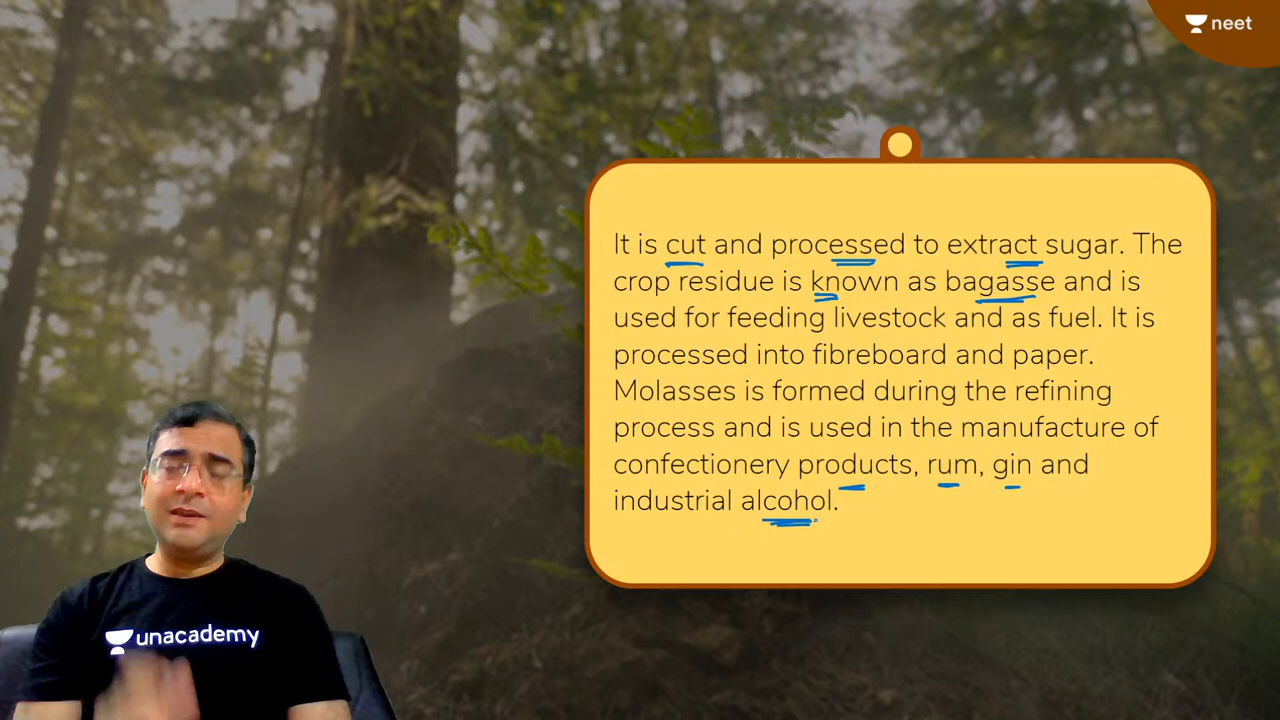 neet
It is cut and processed to extract sugar. The
crop residue is known as bagasse and is
used for feeding livestock and as fuel. It is
processed into fibreboard and paper.
Molasses is formed during the refining
process and is used in the manufacture of
confectionery products, rum, gin and
industrial alcohol.
unacademy